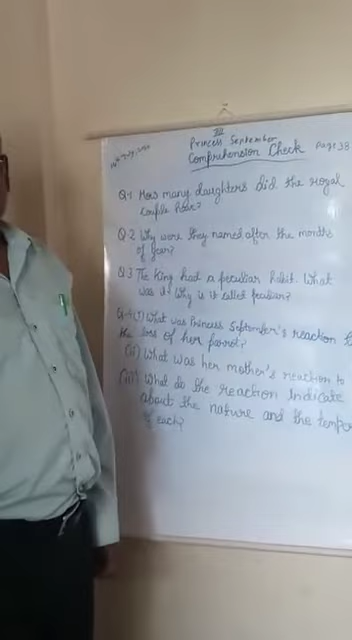 III
Princess September
Comprehension Check Page 38
Q.1 How many daughters did the royal
couple have?
Q.2 Why were they named after the months
of year?
Q.3 The King had a peculiar habit. What
was it? Why is it called peculiar?
Q.4 (i) What was Princess September's reaction
the loss of her parrot?
(ii) What was her mother's reaction to
(iii) What do the reaction indicate
about the nature and the temper
of each?